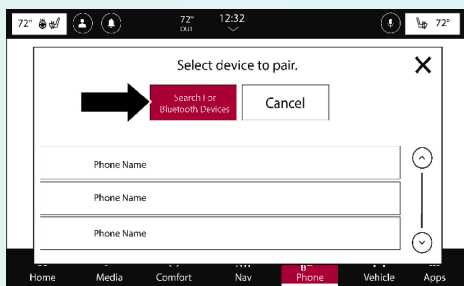 72° 72° 12:32 72°
OUT
Select device to pair.
Search For
Bluetooth Devices
Cancel
Phone Name
Phone Name
Phone Name
Home Media Comfort Nav Phone Vehicle Apps